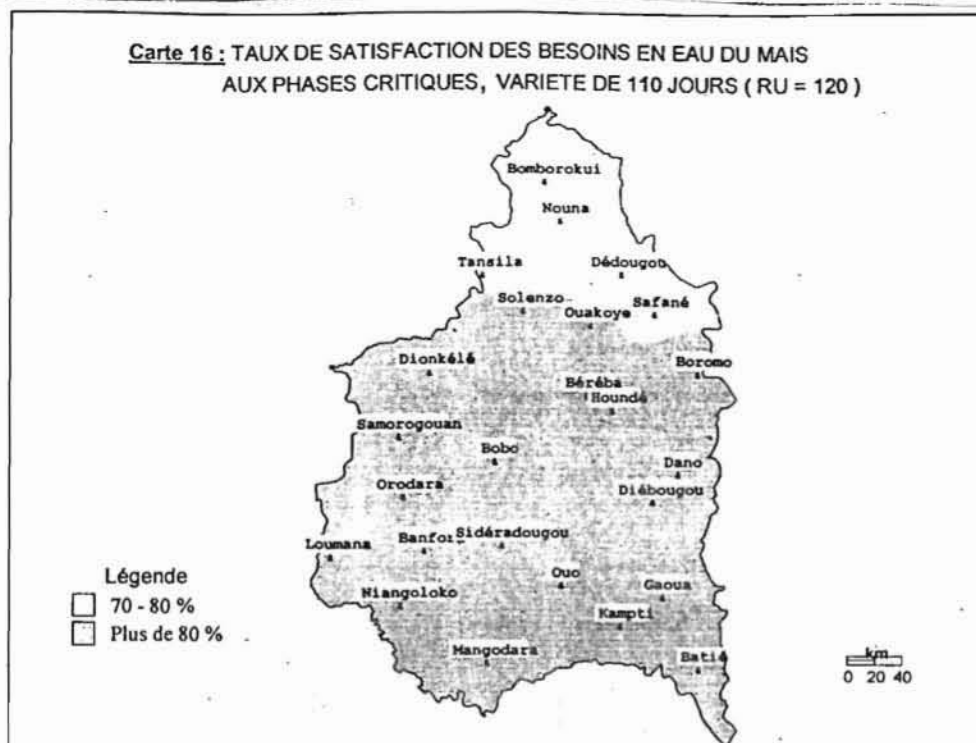 Carte 16 : TAUX DE SATISFACTION DES BESOINS EN EAU DU MAIS
AUX PHASES CRITIQUES, VARIETE DE 110 JOURS ( RU = 120 )
Bomborokui
Nouna
Tansila
Dédougou
Solenzo
Safané
Ouakoye
Dionkélé
Boromo
Béréba
Houndé
Samorogouan
Bobo
Dano
Orodara
Diébougou
Sidéradougou
Loumana
Ouo
Gaoua
Niangoloko
Kampti
Mangodara
Batié
Légende
70 - 80 %
Plus de 80 %
km
0 20 40